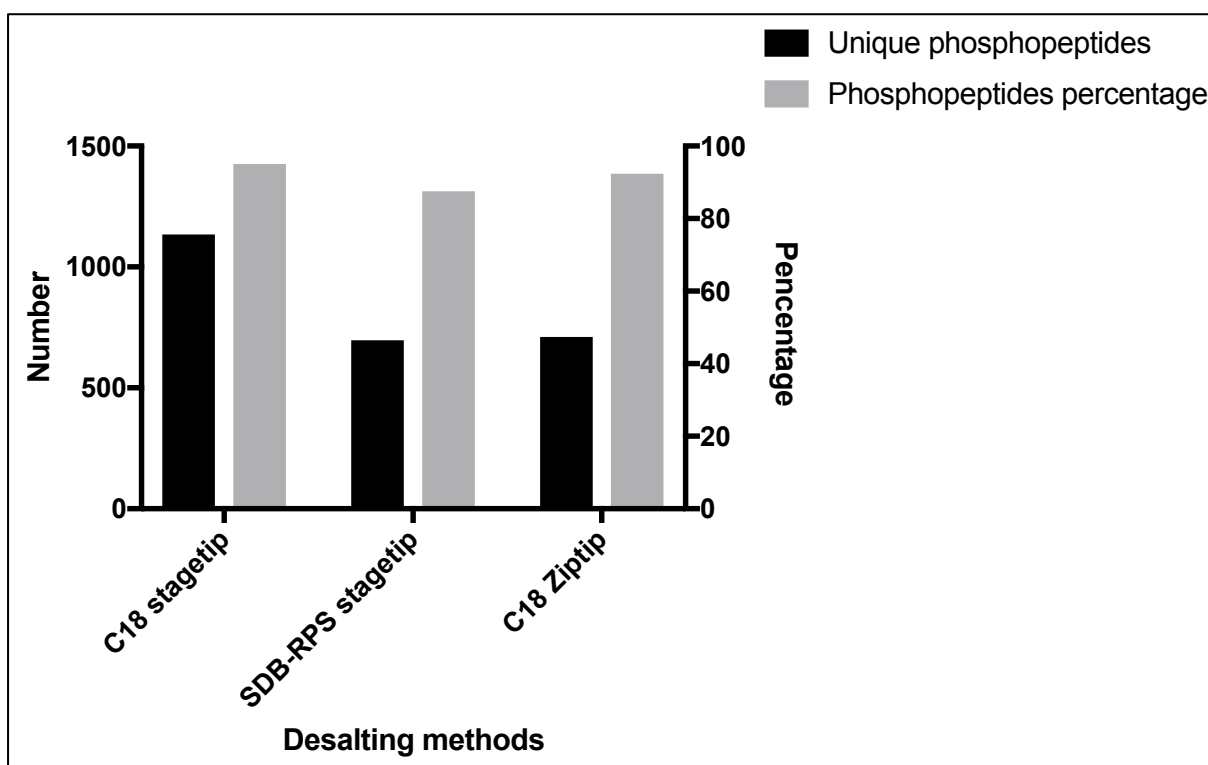 Unique phosphopeptides
Phosphopeptides percentage
1500
1000
500
0
Number
100
80
60
40
20
0
Pencentage
C18 stagetip
SDB-RPS stagetip
C18 Ziptip
Desalting methods